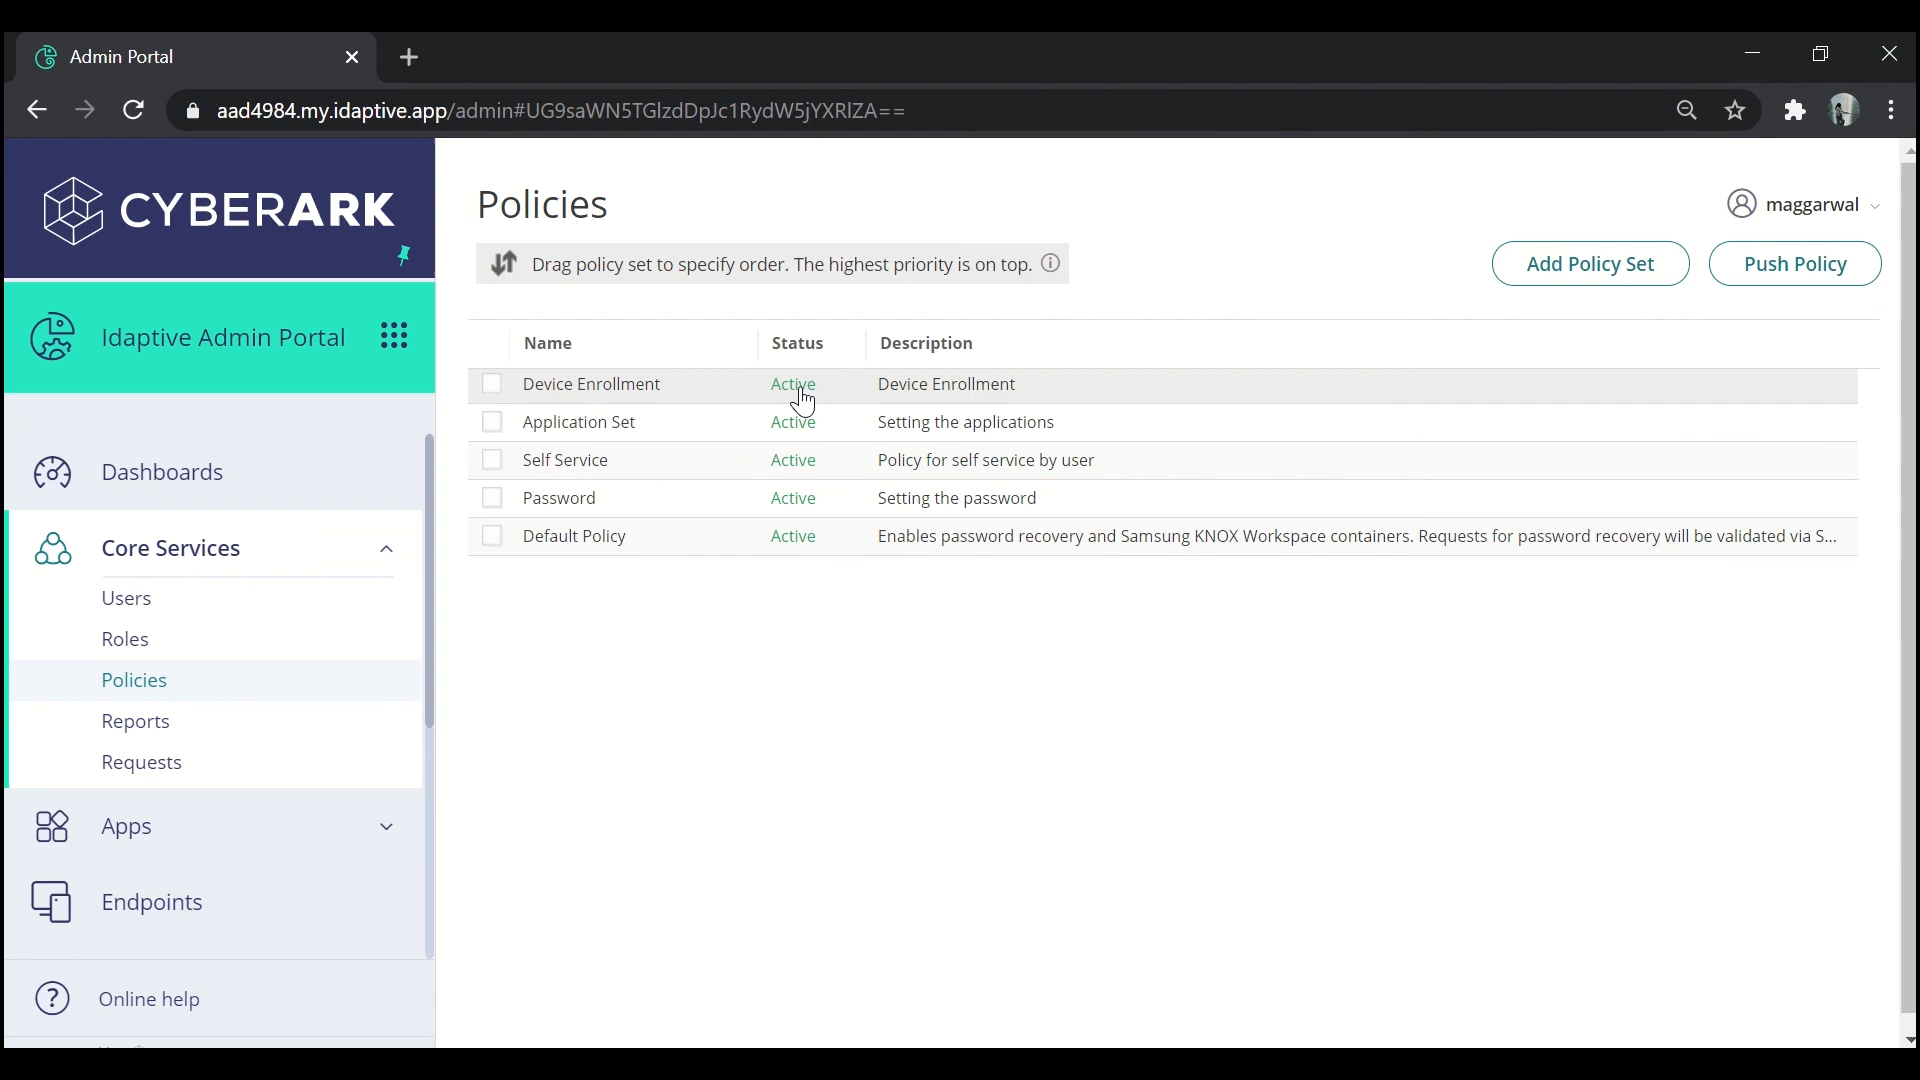 Admin Portal
aad4984.my.idaptive.app/admin#UG9saWN5TGlzdDpJc1RydW5jYXRlZA==
CYBERARK
Idaptive Admin Portal
Dashboards
Core Services
Users
Roles
Policies
Reports
Requests
Apps
Endpoints
Online help
Policies
maggarwal
Drag policy set to specify order. The highest priority is on top.
Add Policy Set
Push Policy
Name Status Description
Device Enrollment Active Device Enrollment
Application Set Active Setting the applications
Self Service Active Policy for self service by user
Password Active Setting the password
Default Policy Active Enables password recovery and Samsung KNOX Workspace containers. Requests for password recovery will be validated via S...